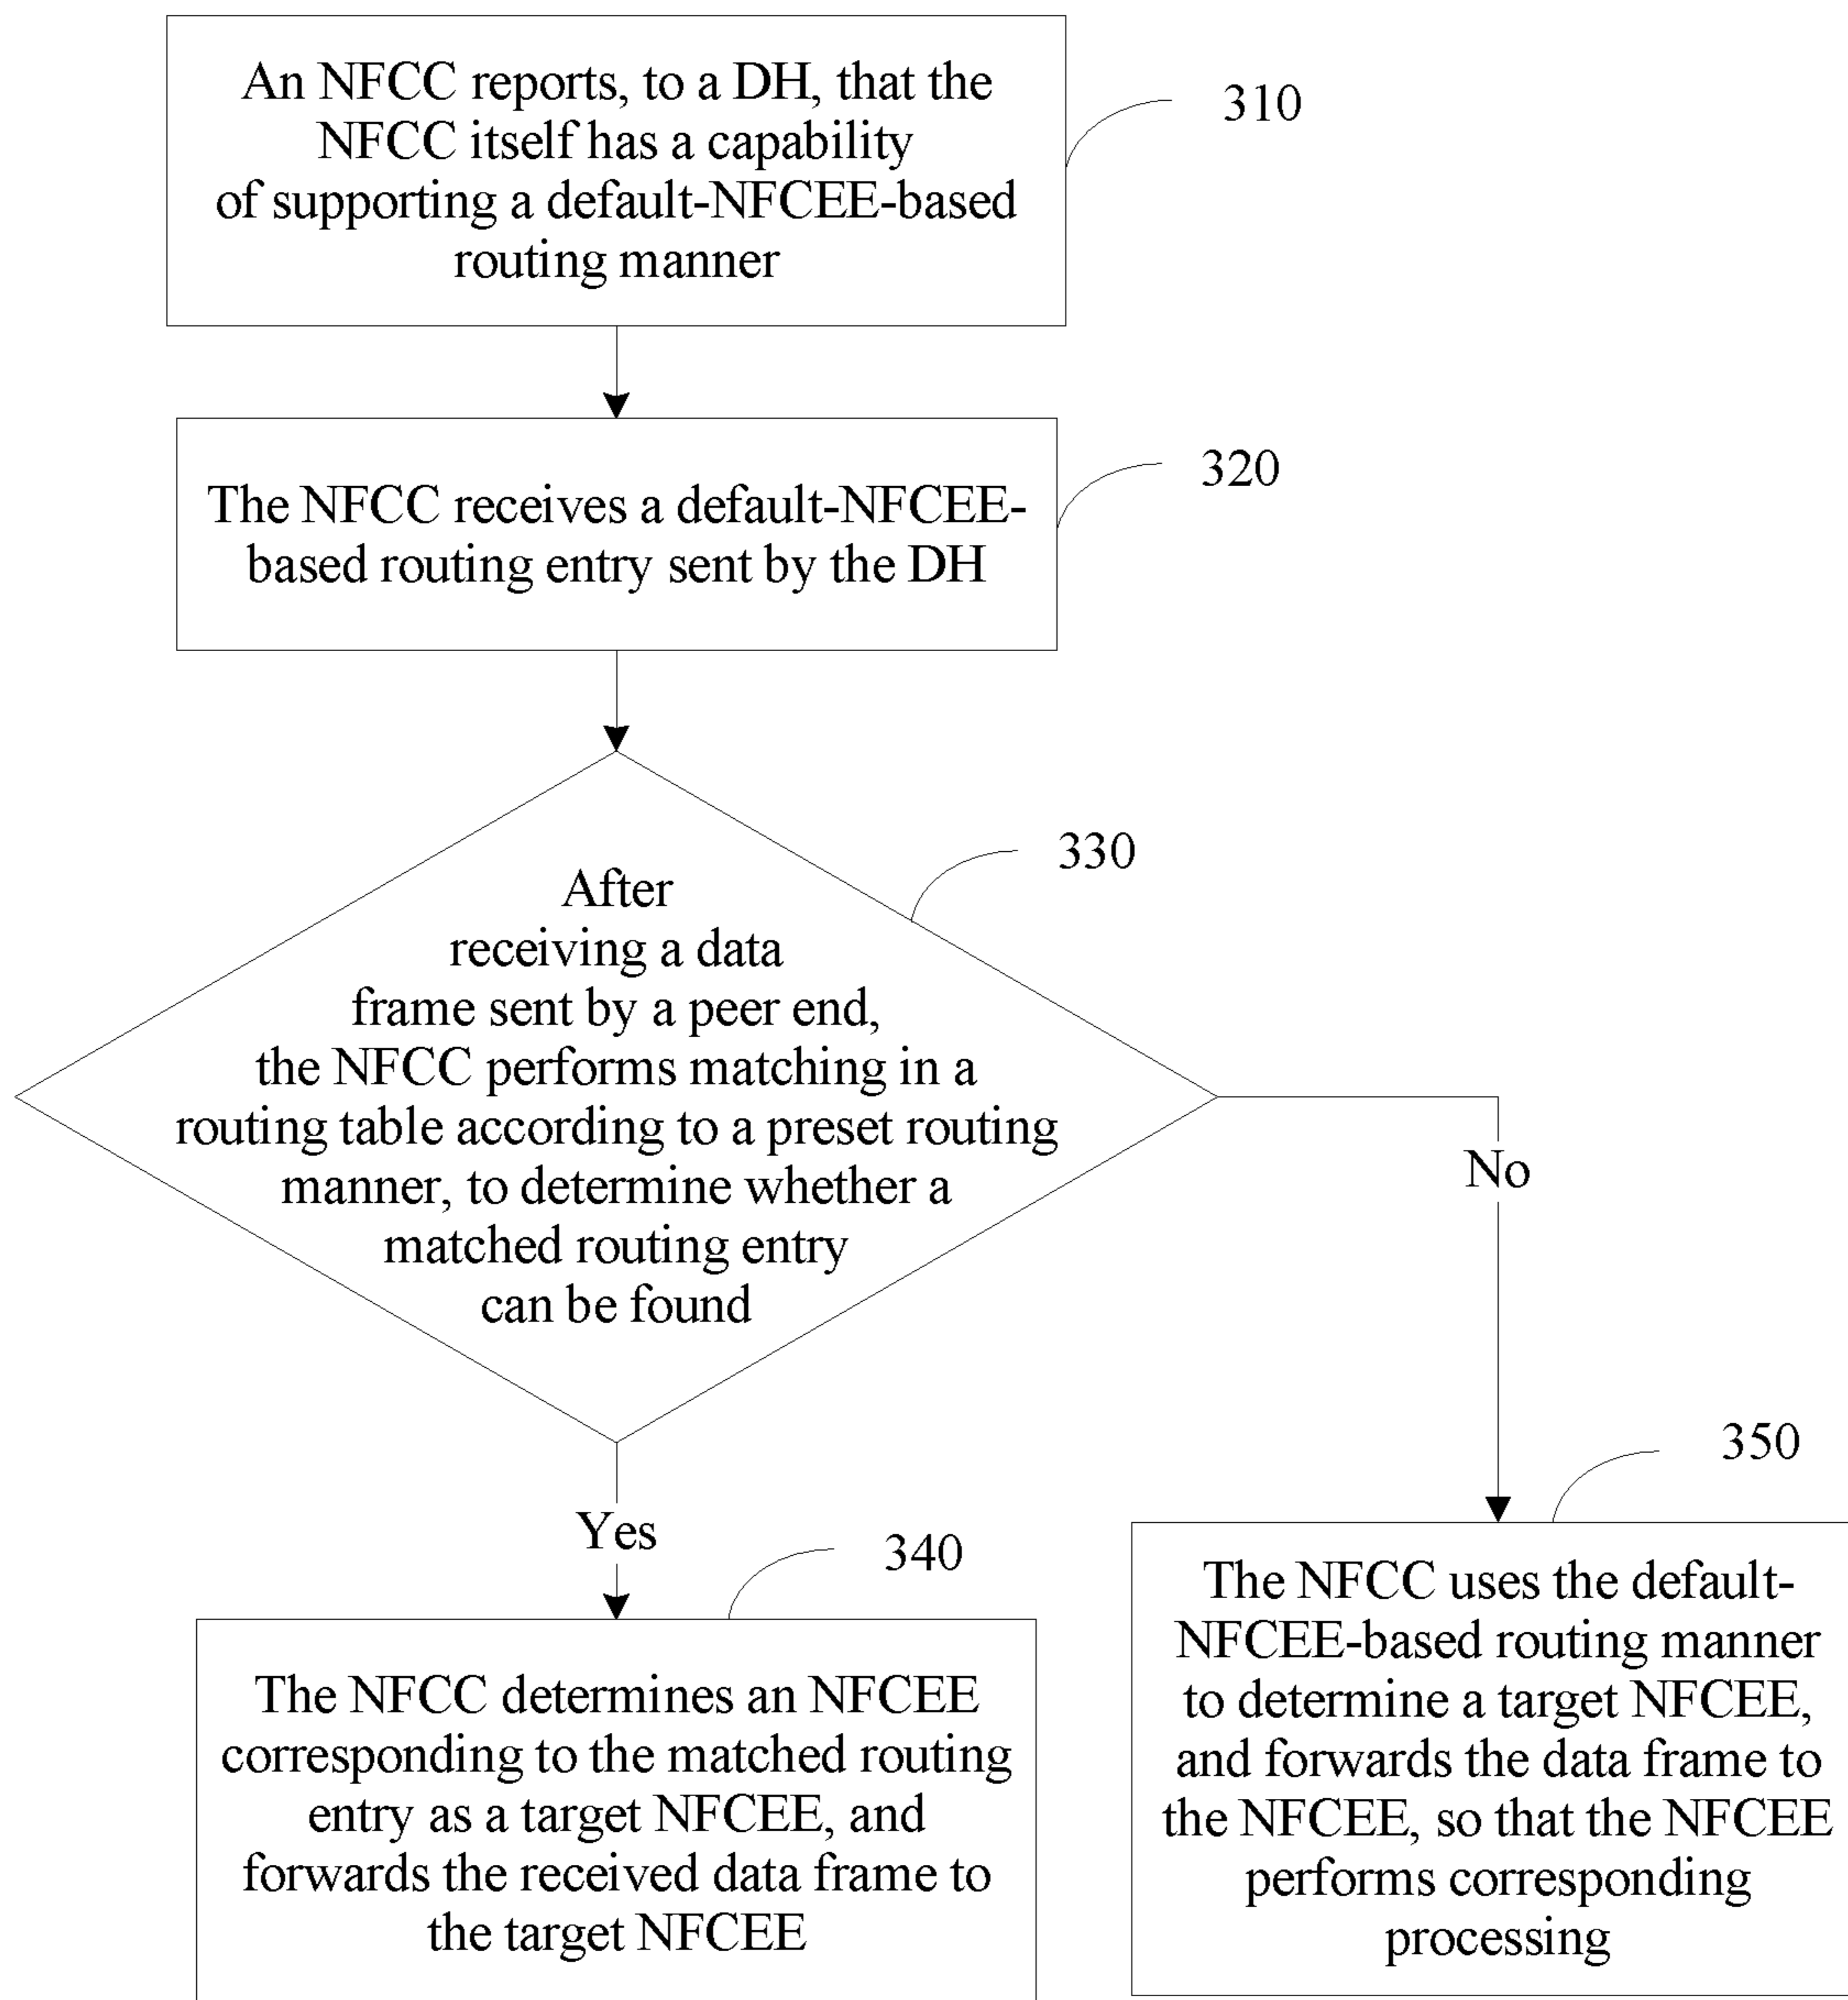 An NFCC reports, to a DH, that the
NFCC itself has a capability
of supporting a default-NFCEE-based
routing manner
310
The NFCC receives a default-NFCEE-
based routing entry sent by the DH
320
After
receiving a data
frame sent by a peer end,
the NFCC performs matching in a
routing table according to a preset routing
manner, to determine whether a
matched routing entry
can be found
330
No
Yes
340
The NFCC determines an NFCEE
corresponding to the matched routing
entry as a target NFCEE, and
forwards the received data frame to
the target NFCEE
350
The NFCC uses the default-
NFCEE-based routing manner
to determine a target NFCEE,
and forwards the data frame to
the NFCEE, so that the NFCEE
performs corresponding
processing